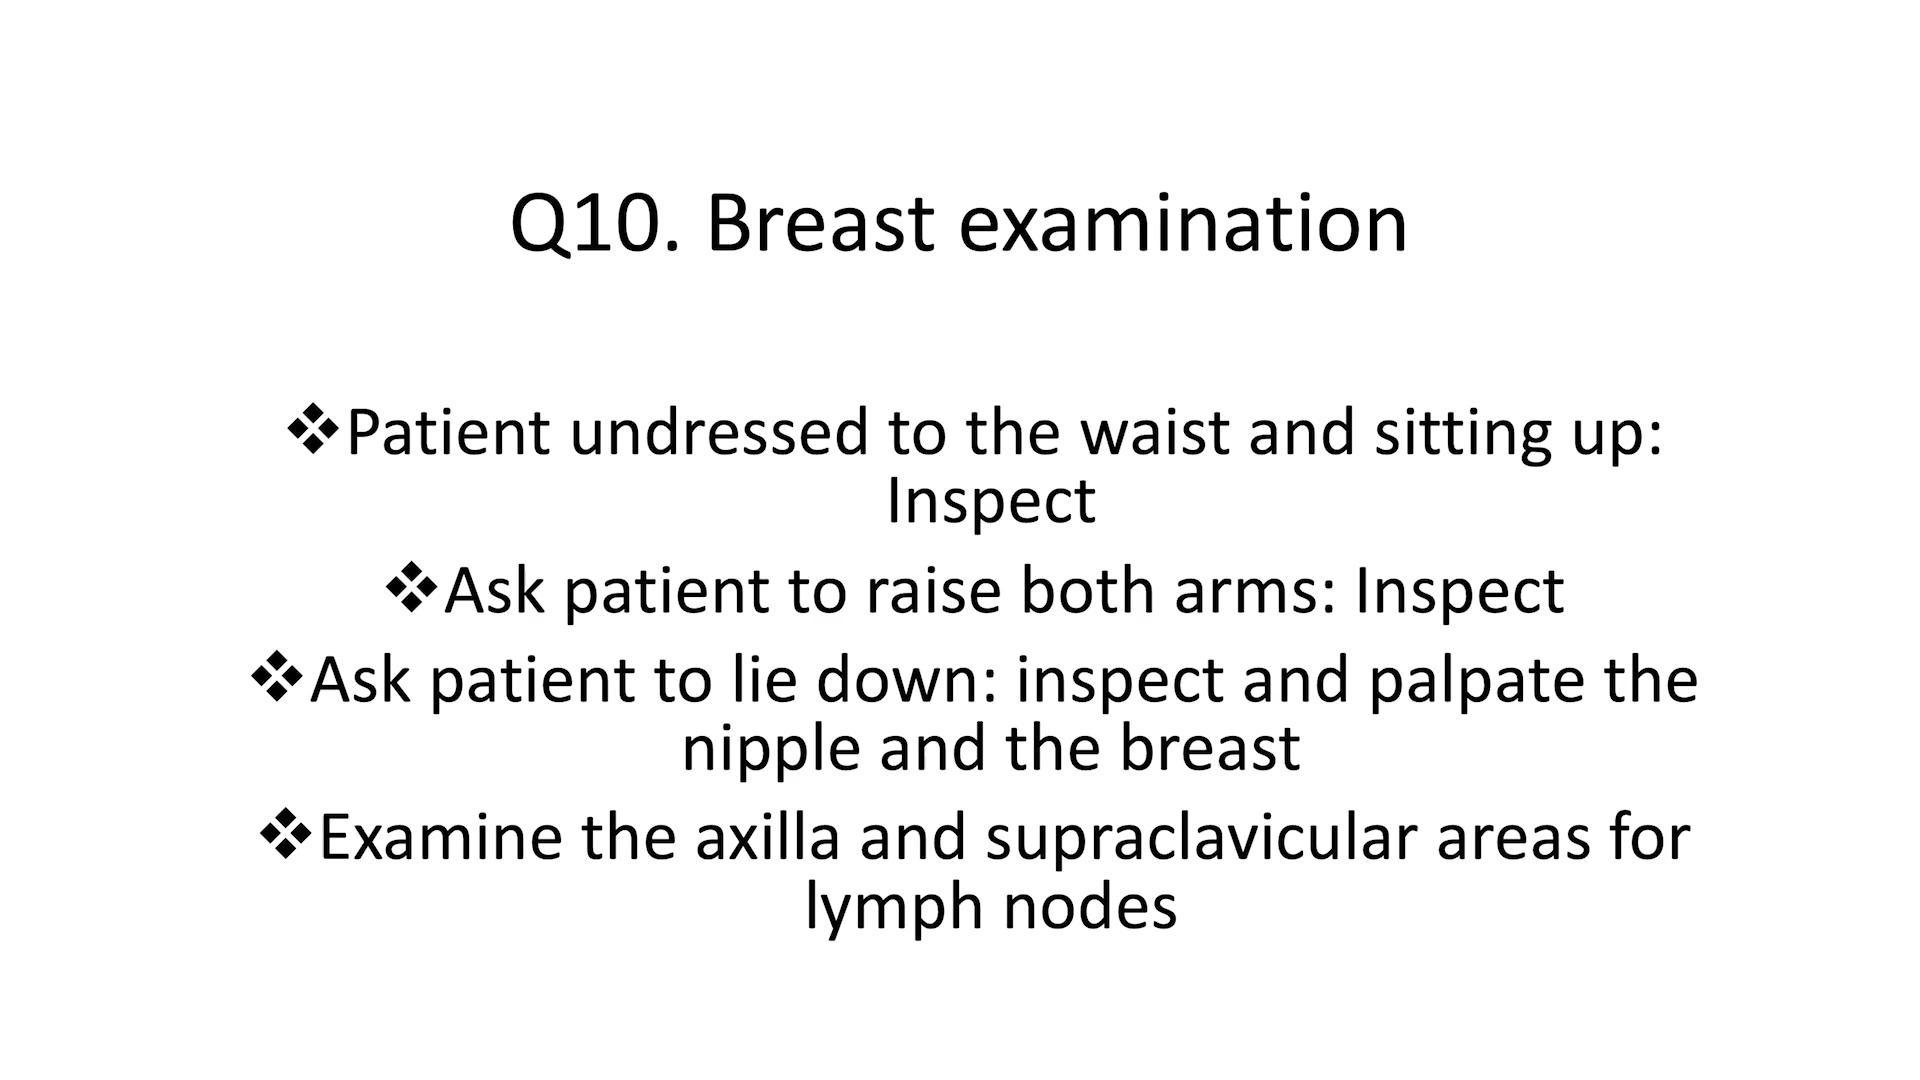 Q10. Breast examination
❖Patient undressed to the waist and sitting up:
Inspect
❖Ask patient to raise both arms: Inspect
❖Ask patient to lie down: inspect and palpate the
nipple and the breast
❖Examine the axilla and supraclavicular areas for
lymph nodes